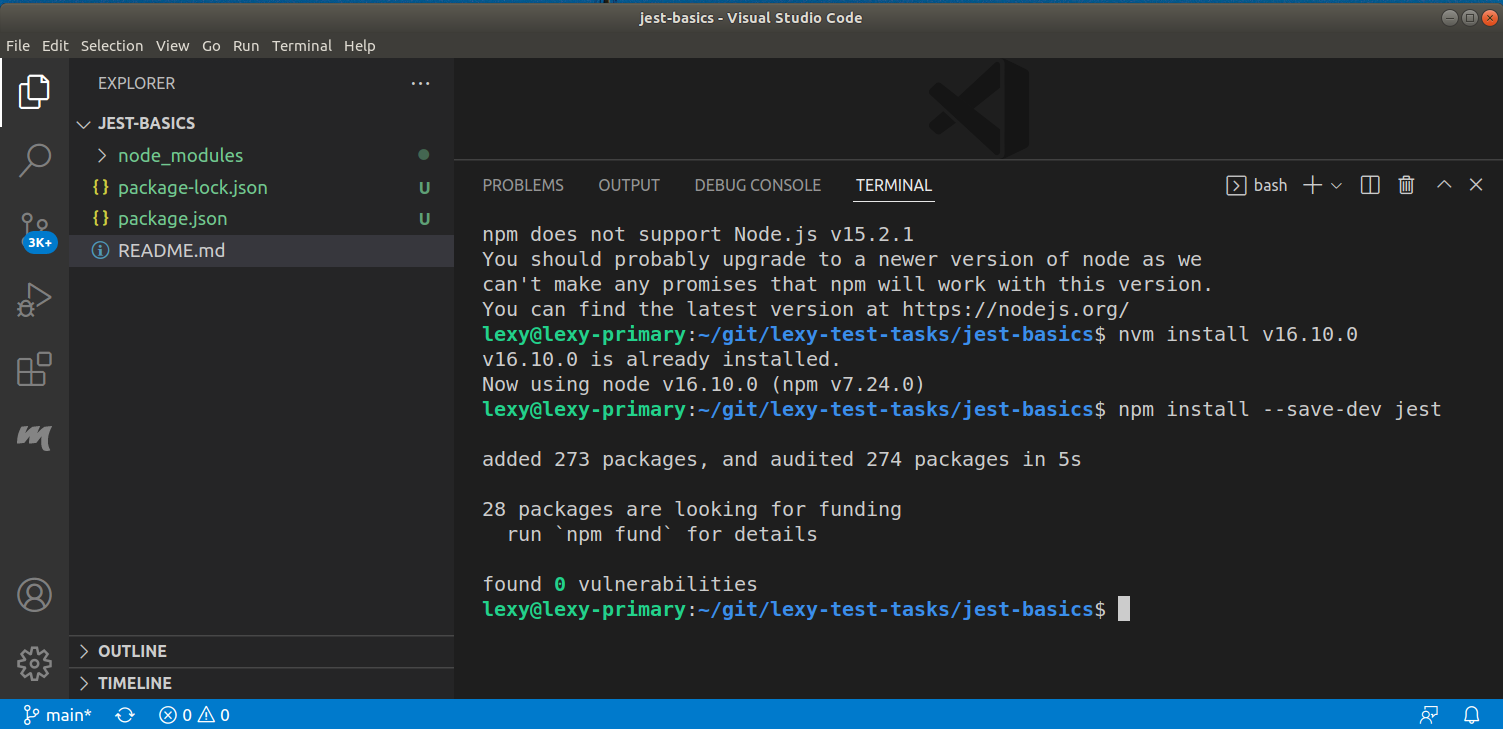 jest-basics - Visual Studio Code
File Edit Selection View Go Run Terminal Help
EXPLORER
JEST-BASICS
node_modules
{} package-lock.json U
{} package.json U
README.md
3K+
OUTLINE
TIMELINE
PROBLEMS OUTPUT DEBUG CONSOLE TERMINAL bash
npm does not support Node.js v15.2.1
You should probably upgrade to a newer version of node as we
can't make any promises that npm will work with this version.
You can find the latest version at https://nodejs.org/
lexy@lexy-primary:~/git/lexy-test-tasks/jest-basics$ nvm install v16.10.0
v16.10.0 is already installed.
Now using node v16.10.0 (npm v7.24.0)
lexy@lexy-primary:~/git/lexy-test-tasks/jest-basics$ npm install --save-dev jest
added 273 packages, and audited 274 packages in 5s
28 packages are looking for funding
run `npm fund` for details
found 0 vulnerabilities
lexy@lexy-primary:~/git/lexy-test-tasks/jest-basics$
main* 0 0